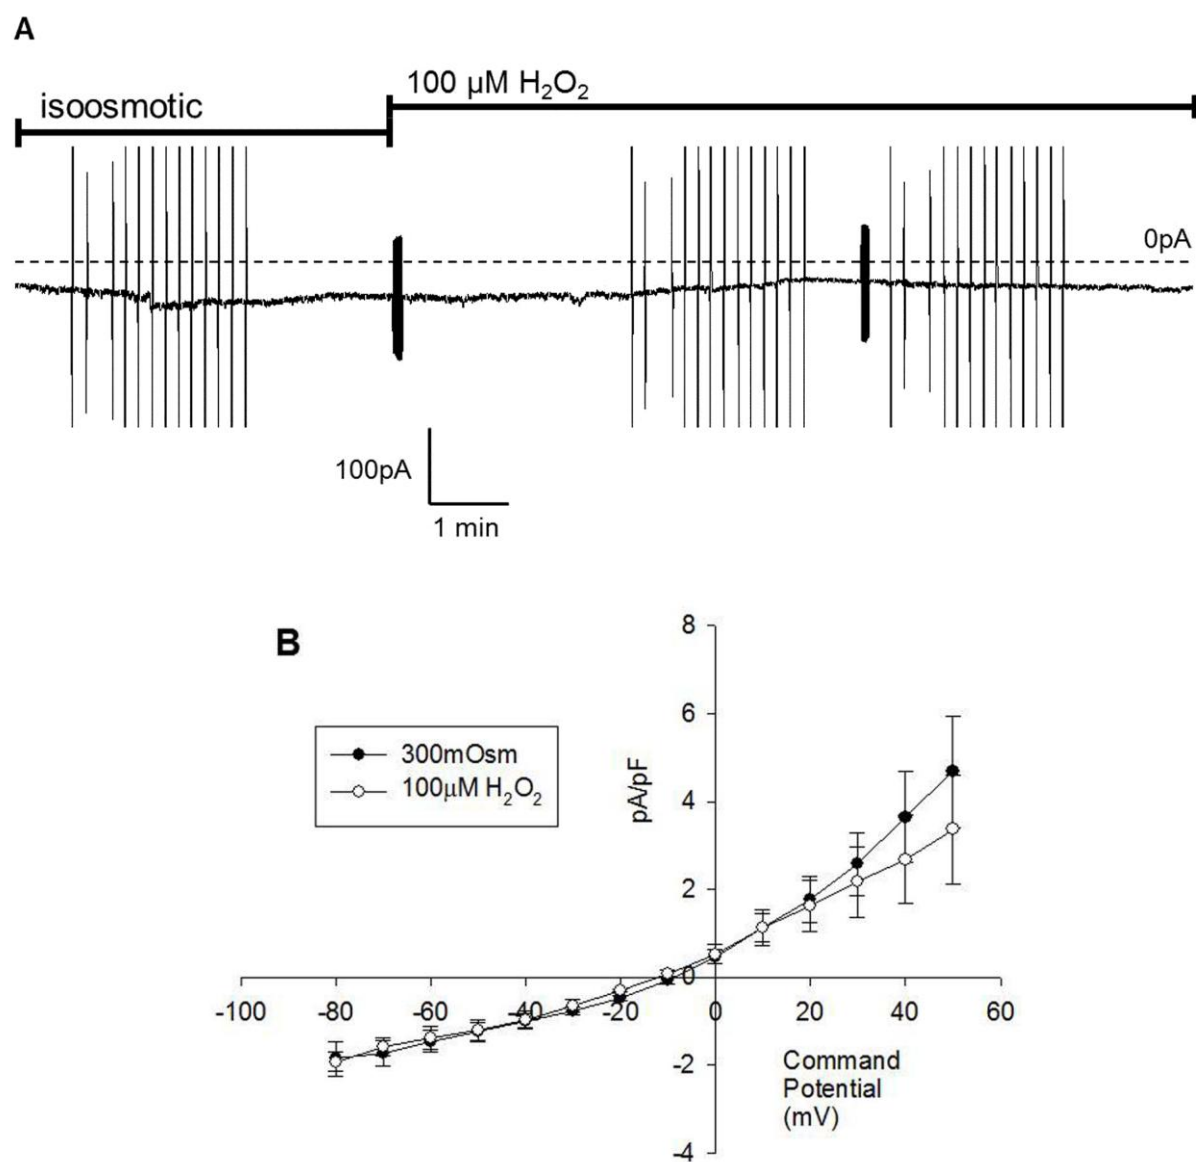 A
isoosmotic
100 µM H₂O₂
0pA
100pA
1 min
B
300mOsm
100µM H₂O₂
pA/pF
8
6
4
2
0
-2
-4
-100 -80 -60 -40 -20 0 20 40 60
Command
Potential
(mV)